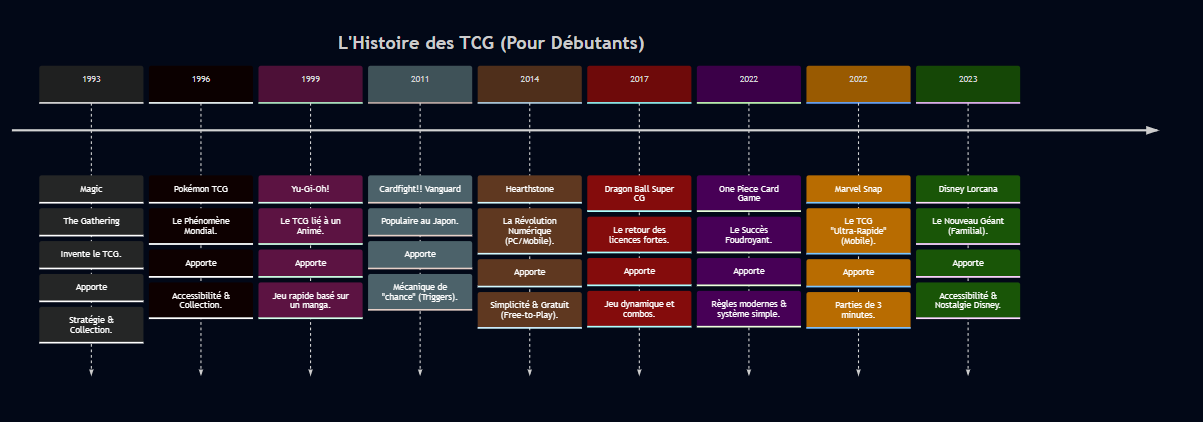 L'Histoire des TCG (Pour Débutants)
1993
1996
1999
2011
2014
2017
2022
2022
2023
Magic
The Gathering
Invente le TCG.
Apporte
Stratégie &
Collection.
Pokémon TCG
Le Phénomène
Mondial.
Apporte
Accessibilité &
Collection.
Yu-Gi-Oh!
Le TCG lié à un
Animé.
Apporte
Jeu rapide basé sur
un manga.
Cardfight!! Vanguard
Populaire au Japon.
Apporte
Mécanique de
"chance" (Triggers).
Hearthstone
La Révolution
Numérique
(PC/Mobile).
Apporte
Simplicité & Gratuit
(Free-to-Play).
Dragon Ball Super
CG
Le retour des
licences fortes.
Apporte
Jeu dynamique et
combos.
One Piece Card
Game
Le Succès
Foudroyant.
Apporte
Règles modernes &
système simple.
Marvel Snap
Le TCG
"Ultra-Rapide"
(Mobile).
Apporte
Parties de 3
minutes.
Disney Lorcana
Le Nouveau Géant
(Familial).
Apporte
Accessibilité &
Nostalgie Disney.